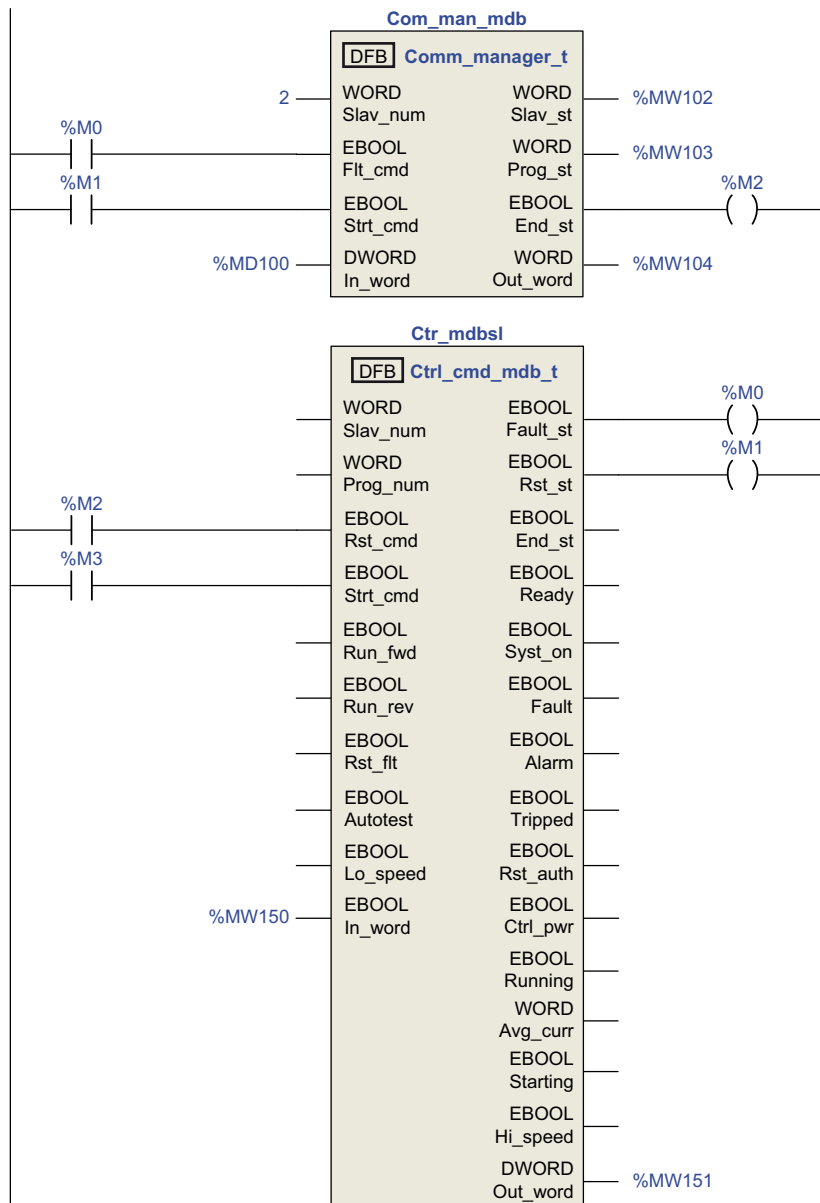 Com_man_mdb
DFB Comm_manager_t
2 WORD WORD %MW102
Slav_num Slav_st
%M0
EBOOL WORD %MW103
Flt_cmd Prog_st
%M1 %M2
EBOOL EBOOL
Strt_cmd End_st
%MD100 DWORD WORD %MW104
In_word Out_word
Ctr_mdbsl
DFB Ctrl_cmd_mdb_t
%M0
WORD EBOOL
Slav_num Fault_st
%M1
WORD EBOOL
Prog_num Rst_st
%M2
EBOOL EBOOL
Rst_cmd End_st
%M3
EBOOL EBOOL
Strt_cmd Ready
EBOOL EBOOL
Run_fwd Syst_on
EBOOL EBOOL
Run_rev Fault
EBOOL EBOOL
Rst_flt Alarm
EBOOL EBOOL
Autotest Tripped
EBOOL EBOOL
Lo_speed Rst_auth
%MW150 EBOOL EBOOL
In_word Ctrl_pwr
EBOOL
Running
WORD
Avg_curr
EBOOL
Starting
EBOOL
Hi_speed
DWORD %MW151
Out_word